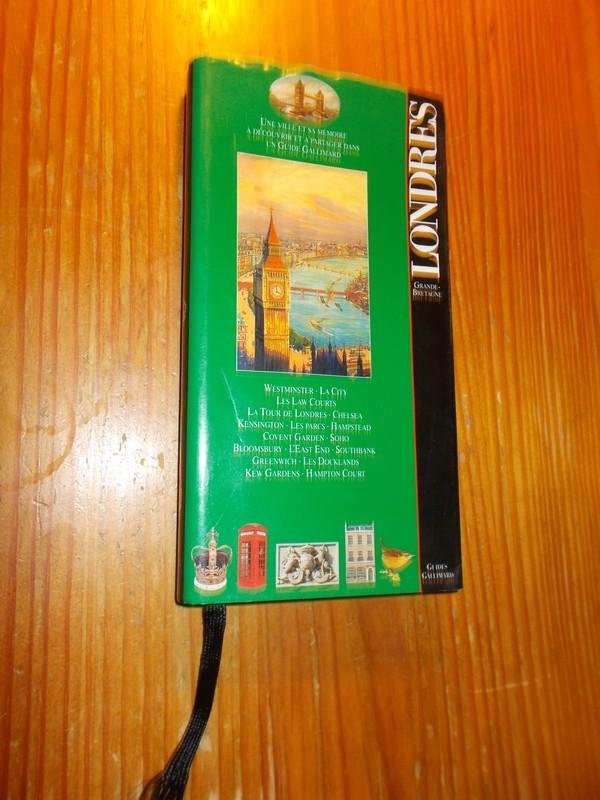 UNE VILLE ET SA MÉMOIRE
À DÉCOUVRIR ET À PARTAGER DANS
UN GUIDE GALLIMARD
LONDRES
GRANDE-
BRETAGNE
WESTMINSTER · LA CITY
LES LAW COURTS
LA TOUR DE LONDRES · CHELSEA
KENSINGTON · LES PARCS · HAMPSTEAD
COVENT GARDEN · SOHO
BLOOMSBURY · L'EAST END · SOUTHBANK
GREENWICH · LES DOCKLANDS
KEW GARDENS · HAMPTON COURT
GUIDES
GALLIMARD